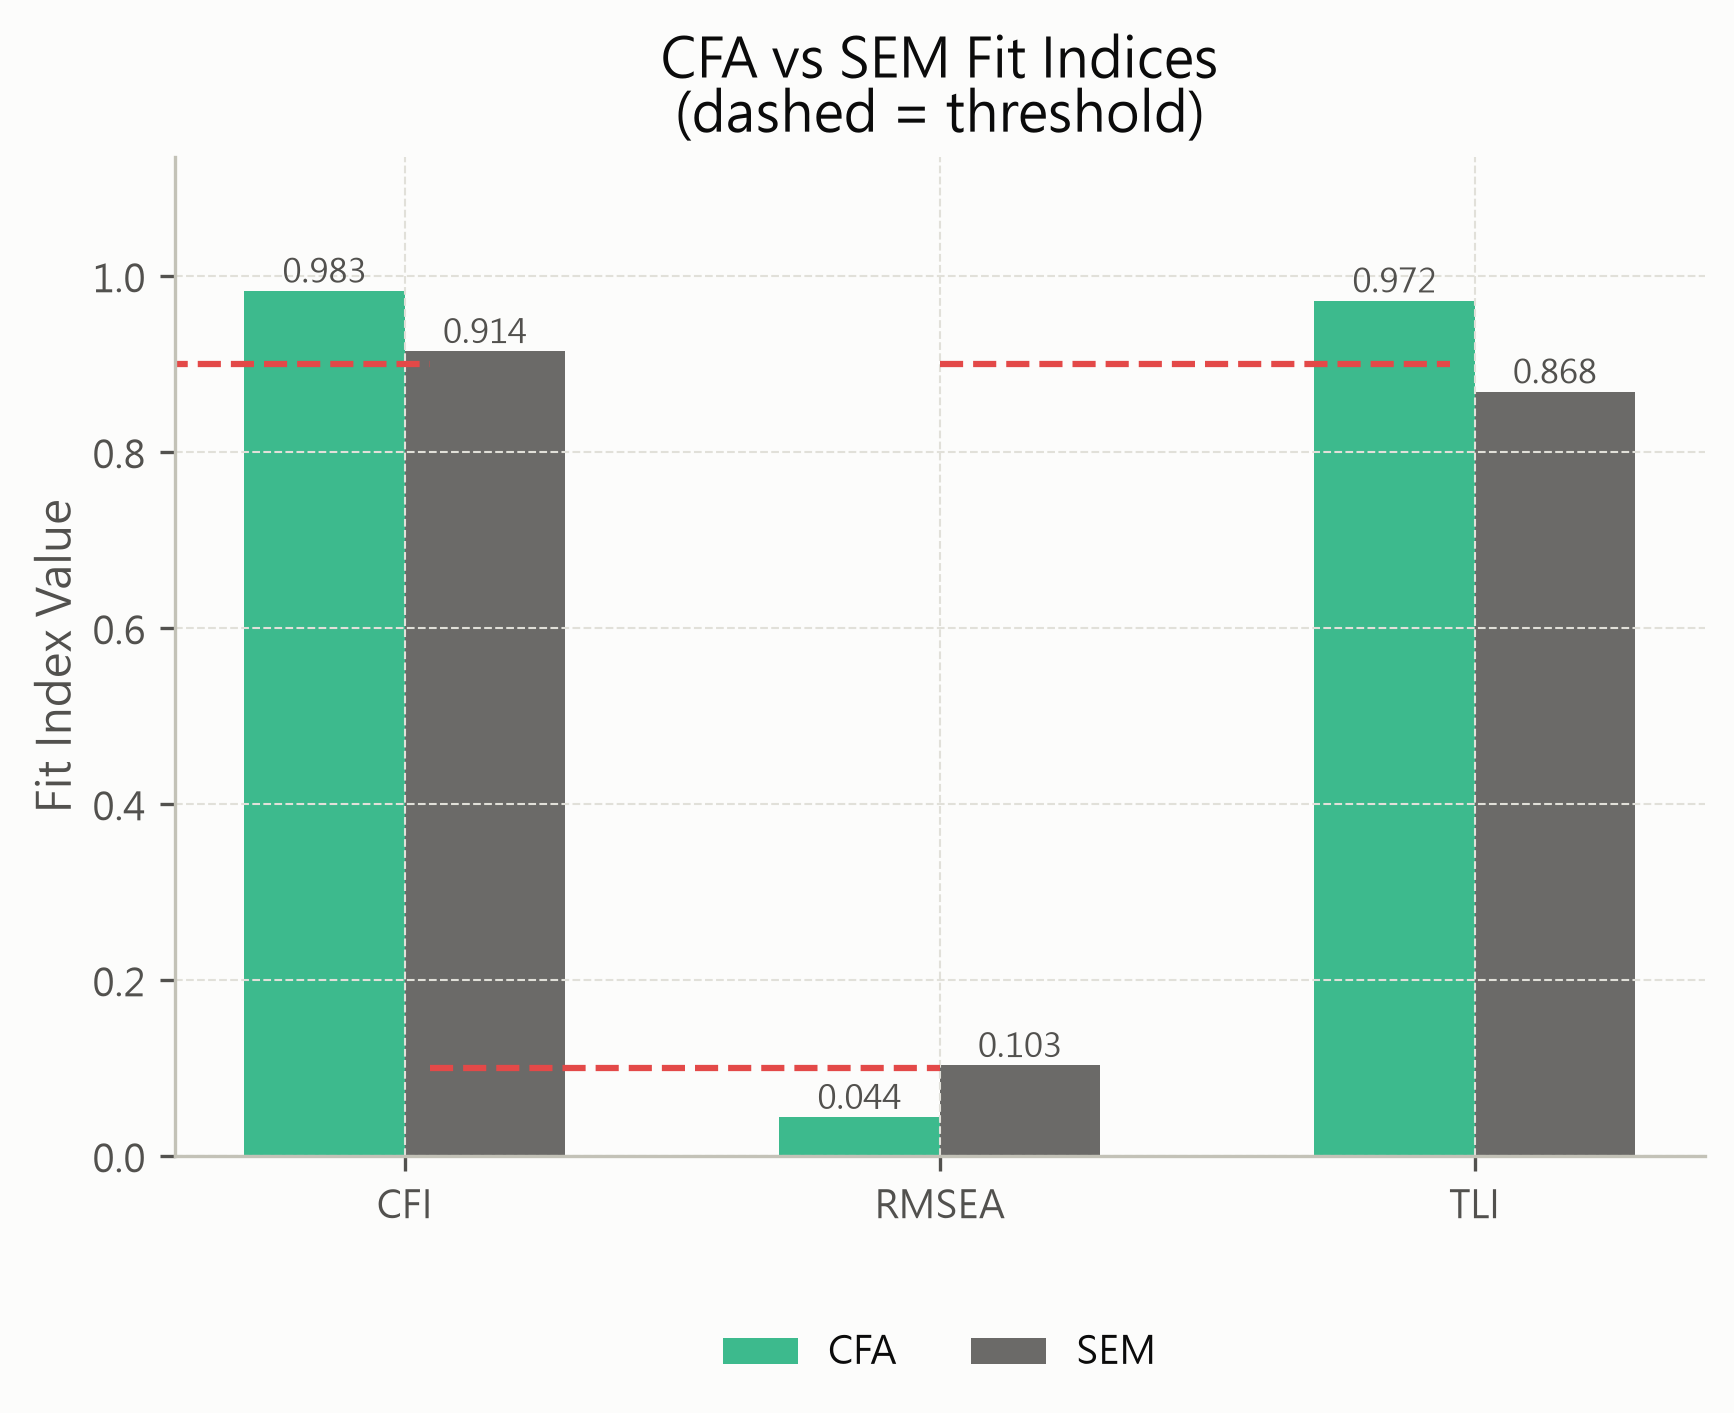 CFA vs SEM Fit Indices
(dashed = threshold)
Fit Index Value
1.0
0.8
0.6
0.4
0.2
0.0
0.983
0.914
0.044
0.103
0.972
0.868
CFI
RMSEA
TLI
CFA
SEM